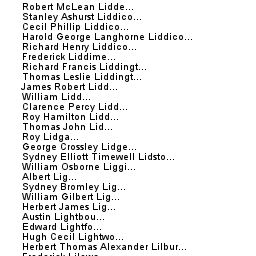 Robert McLean Lidde...
Stanley Ashurst Liddico...
Cecil Phillip Liddico...
Harold George Langhorne Liddico...
Richard Henry Liddico...
Frederick Liddime...
Richard Francis Liddingt...
Thomas Leslie Liddingt...
James Robert Lidd...
William Lidd...
Clarence Percy Lidd...
Roy Hamilton Lidd...
Thomas John Lid...
Roy Lidga...
George Crossley Lidge...
Sydney Elliott Timewell Lidsto...
William Osborne Liggi...
Albert Lig...
Sydney Bromley Lig...
William Gilbert Lig...
Herbert James Lig...
Austin Lightbou...
Edward Lightfo...
Hugh Cecil Lightwo...
Herbert Thomas Alexander Lilbur...